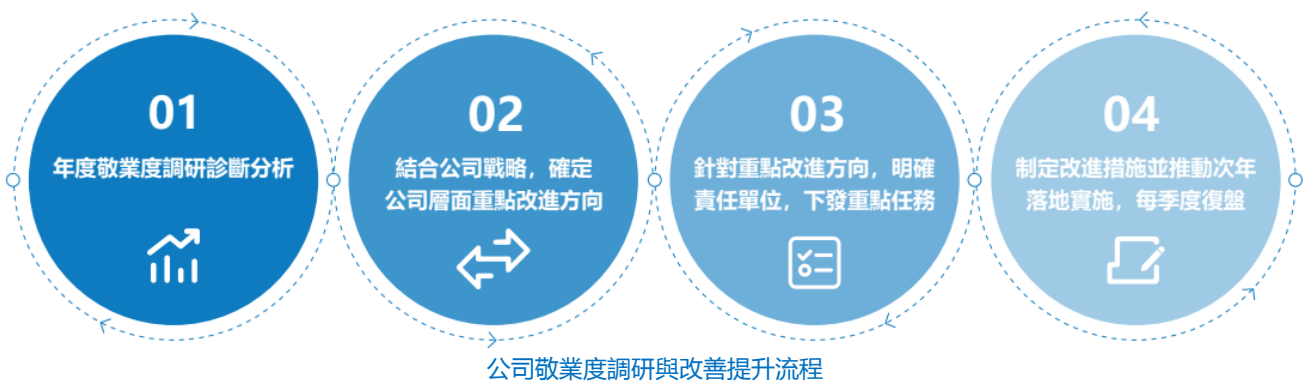 01
年度敬業度調研診斷分析
02
結合公司戰略，確定
公司層面重點改進方向
03
針對重點改進方向，明確
責任單位，下發重點任務
04
制定改進措施並推動次年
落地實施，每季度復盤
公司敬業度調研與改善提升流程